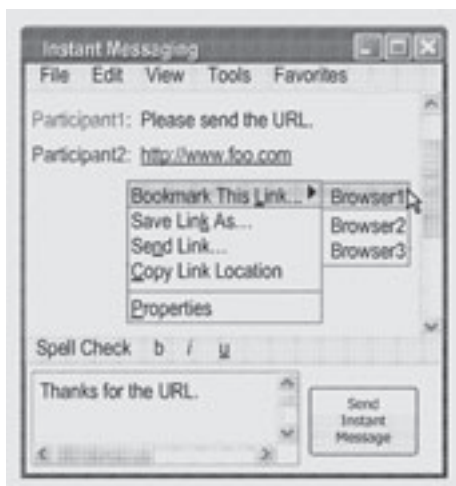 Instant Messaging
File Edit View Tools Favorites
Participant1: Please send the URL.
Participant2: http://www.foo.com
Bookmark This Link... Browser1
Save Link As... Browser2
Send Link... Browser3
Copy Link Location
Properties
Spell Check b i u
Thanks for the URL.
Send
Instant
Message